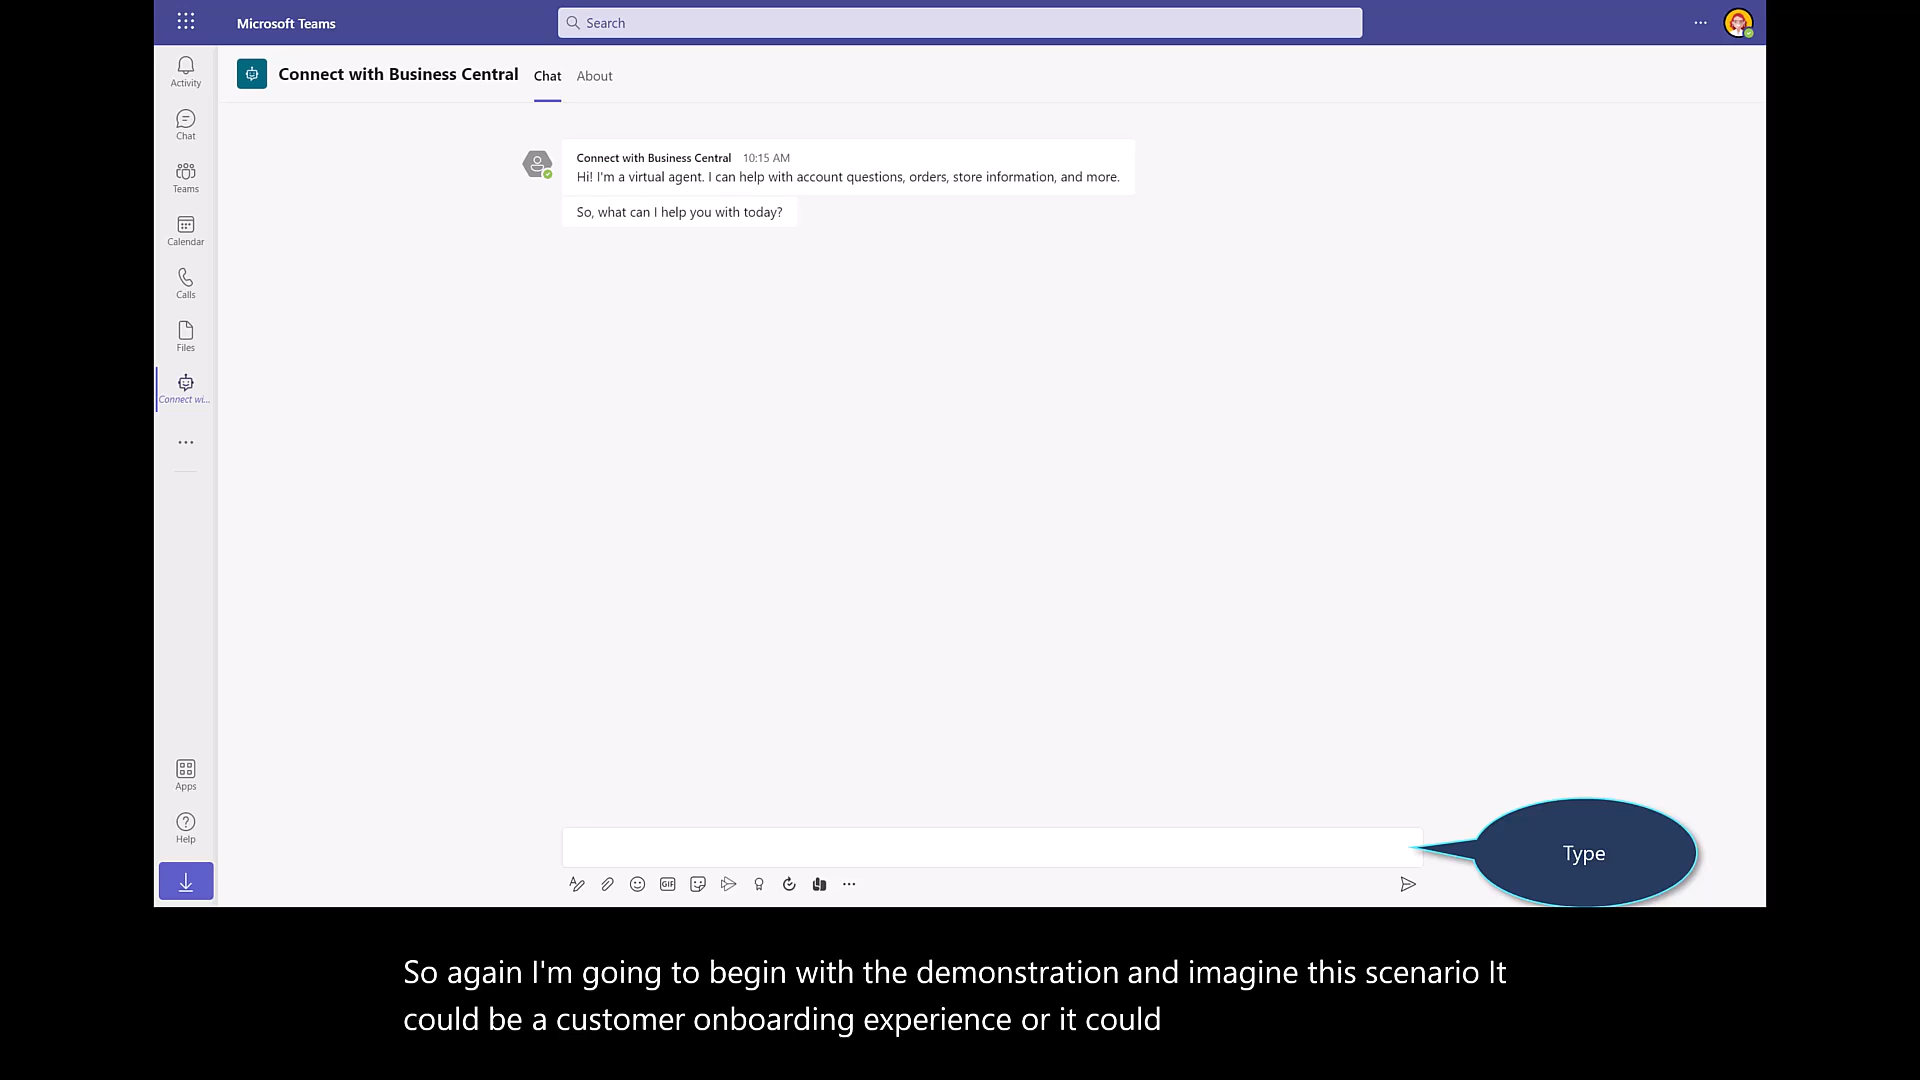 Microsoft Teams
Search
Activity
Chat
Teams
Calendar
Calls
Files
Connect wi...
Apps
Help
Connect with Business Central
Chat
About
Connect with Business Central 10:15 AM
Hi! I'm a virtual agent. I can help with account questions, orders, store information, and more.
So, what can I help you with today?
GIF
Type
So again I'm going to begin with the demonstration and imagine this scenario It
could be a customer onboarding experience or it could